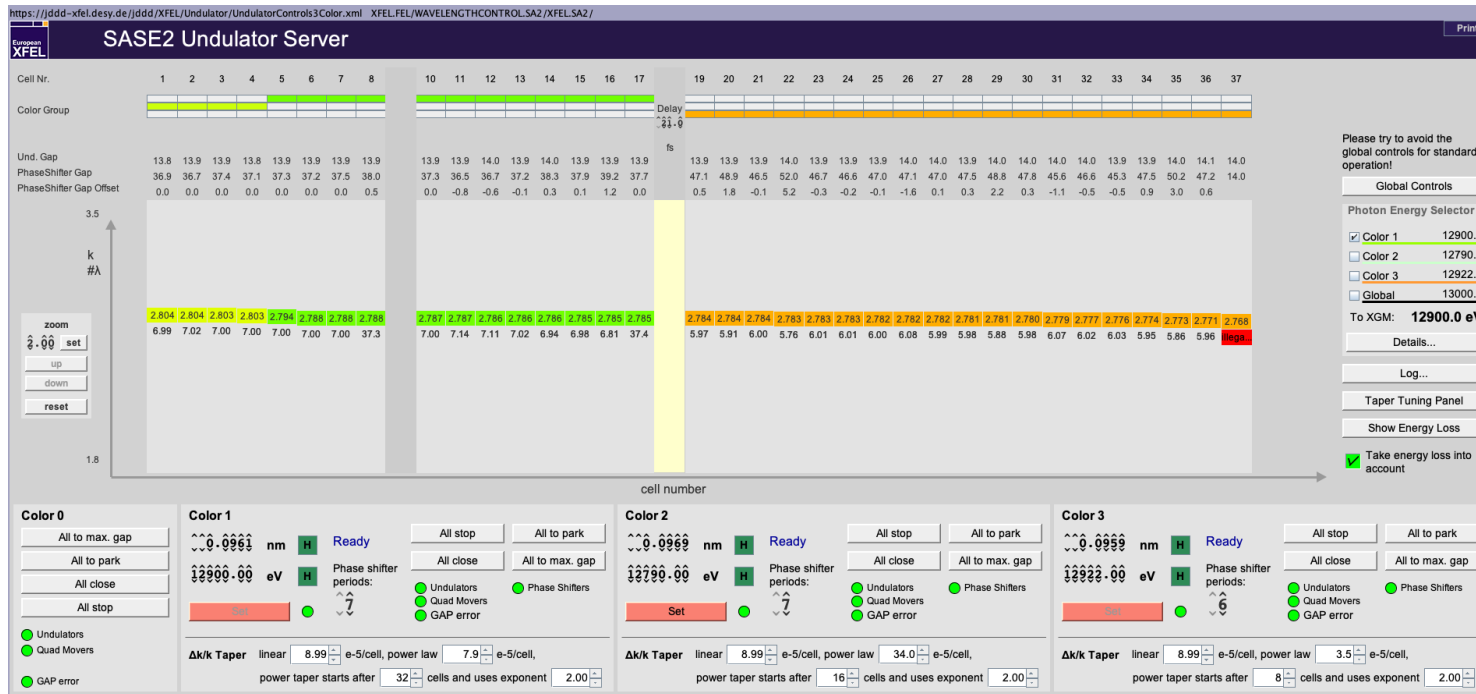 https://jddd-xfel.desy.de/jddd/XFEL/Undulator/UndulatorControls3Color.xml XFEL.FEL/WAVELENGTHCONTROL.SA2/XFEL.SA2/
European XFEL SASE2 Undulator Server Print
Cell Nr. 1 2 3 4 5 6 7 8 10 11 12 13 14 15 16 17 19 20 21 22 23 24 25 26 27 28 29 30 31 32 33 34 35 36 37
Color Group Delay
21.0
fs
Und. Gap 13.8 13.9 13.9 13.8 13.9 13.9 13.9 13.9 13.9 13.9 14.0 13.9 14.0 13.9 13.9 13.9 13.9 13.9 13.9 14.0 13.9 13.9 13.9 14.0 14.0 13.9 14.0 14.0 14.0 14.0 14.0 14.0 14.0 14.1 14.0
PhaseShifter Gap 36.9 36.7 37.4 37.1 37.3 37.2 37.5 38.0 37.3 36.5 36.7 37.2 38.3 37.9 39.2 37.7 47.1 48.9 46.5 52.0 46.7 46.6 47.0 47.1 47.0 47.5 48.8 47.8 45.6 46.6 45.3 47.5 50.2 47.2 14.0
PhaseShifter Gap Offset 0.0 0.0 0.0 0.0 0.0 0.0 0.0 0.5 0.0 -0.8 -0.6 -0.1 0.3 0.1 1.2 0.0 0.5 1.8 -0.1 5.2 -0.3 -0.2 -0.1 -1.6 0.1 0.3 2.2 0.3 -1.1 -0.5 -0.5 0.9 3.0 0.6
3.5
k
#λ
2.804 2.804 2.803 2.803 2.794 2.788 2.788 2.788 2.787 2.787 2.786 2.786 2.786 2.785 2.785 2.785 2.784 2.784 2.784 2.783 2.783 2.783 2.782 2.782 2.782 2.781 2.781 2.780 2.779 2.777 2.776 2.774 2.773 2.771 2.768
6.99 7.02 7.00 7.00 7.00 7.00 7.00 37.3 7.00 7.14 7.11 7.02 6.94 6.98 6.81 37.4 5.97 5.91 6.00 5.76 6.01 6.01 6.00 6.08 5.99 5.98 5.88 5.98 6.07 6.02 6.03 5.95 5.86 5.96
zoom
2.00 set
up
down
reset
1.8
cell number
Please try to avoid the
global controls for standard
operation!
Global Controls
Photon Energy Selector
Color 1 12900.
Color 2 12790.
Color 3 12922.
Global 13000.
To XGM: 12900.0 eV
Details...
Log...
Taper Tuning Panel
Show Energy Loss
Take energy loss into
account
Color 0
All to max. gap
All to park
All close
All stop
Undulators
Quad Movers
GAP error
Color 1
0.0961 nm H Ready
All stop All to park
12900.00 eV H Phase shifter
periods:
7
All close All to max. gap
Set
Undulators Phase Shifters
Quad Movers
GAP error
Δk/k Taper linear 8.99 e-5/cell, power law 7.9 e-5/cell,
power taper starts after 32 cells and uses exponent 2.00
Color 2
0.0969 nm H Ready
All stop All to park
12790.00 eV H Phase shifter
periods:
7
All close All to max. gap
Set
Undulators Phase Shifters
Quad Movers
GAP error
Δk/k Taper linear 8.99 e-5/cell, power law 34.0 e-5/cell,
power taper starts after 16 cells and uses exponent 2.00
Color 3
0.0959 nm H Ready
All stop All to park
12922.00 eV H Phase shifter
periods:
6
All close All to max. gap
Set
Undulators Phase Shifters
Quad Movers
GAP error
Δk/k Taper linear 8.99 e-5/cell, power law 3.5 e-5/cell,
power taper starts after 8 cells and uses exponent 2.00